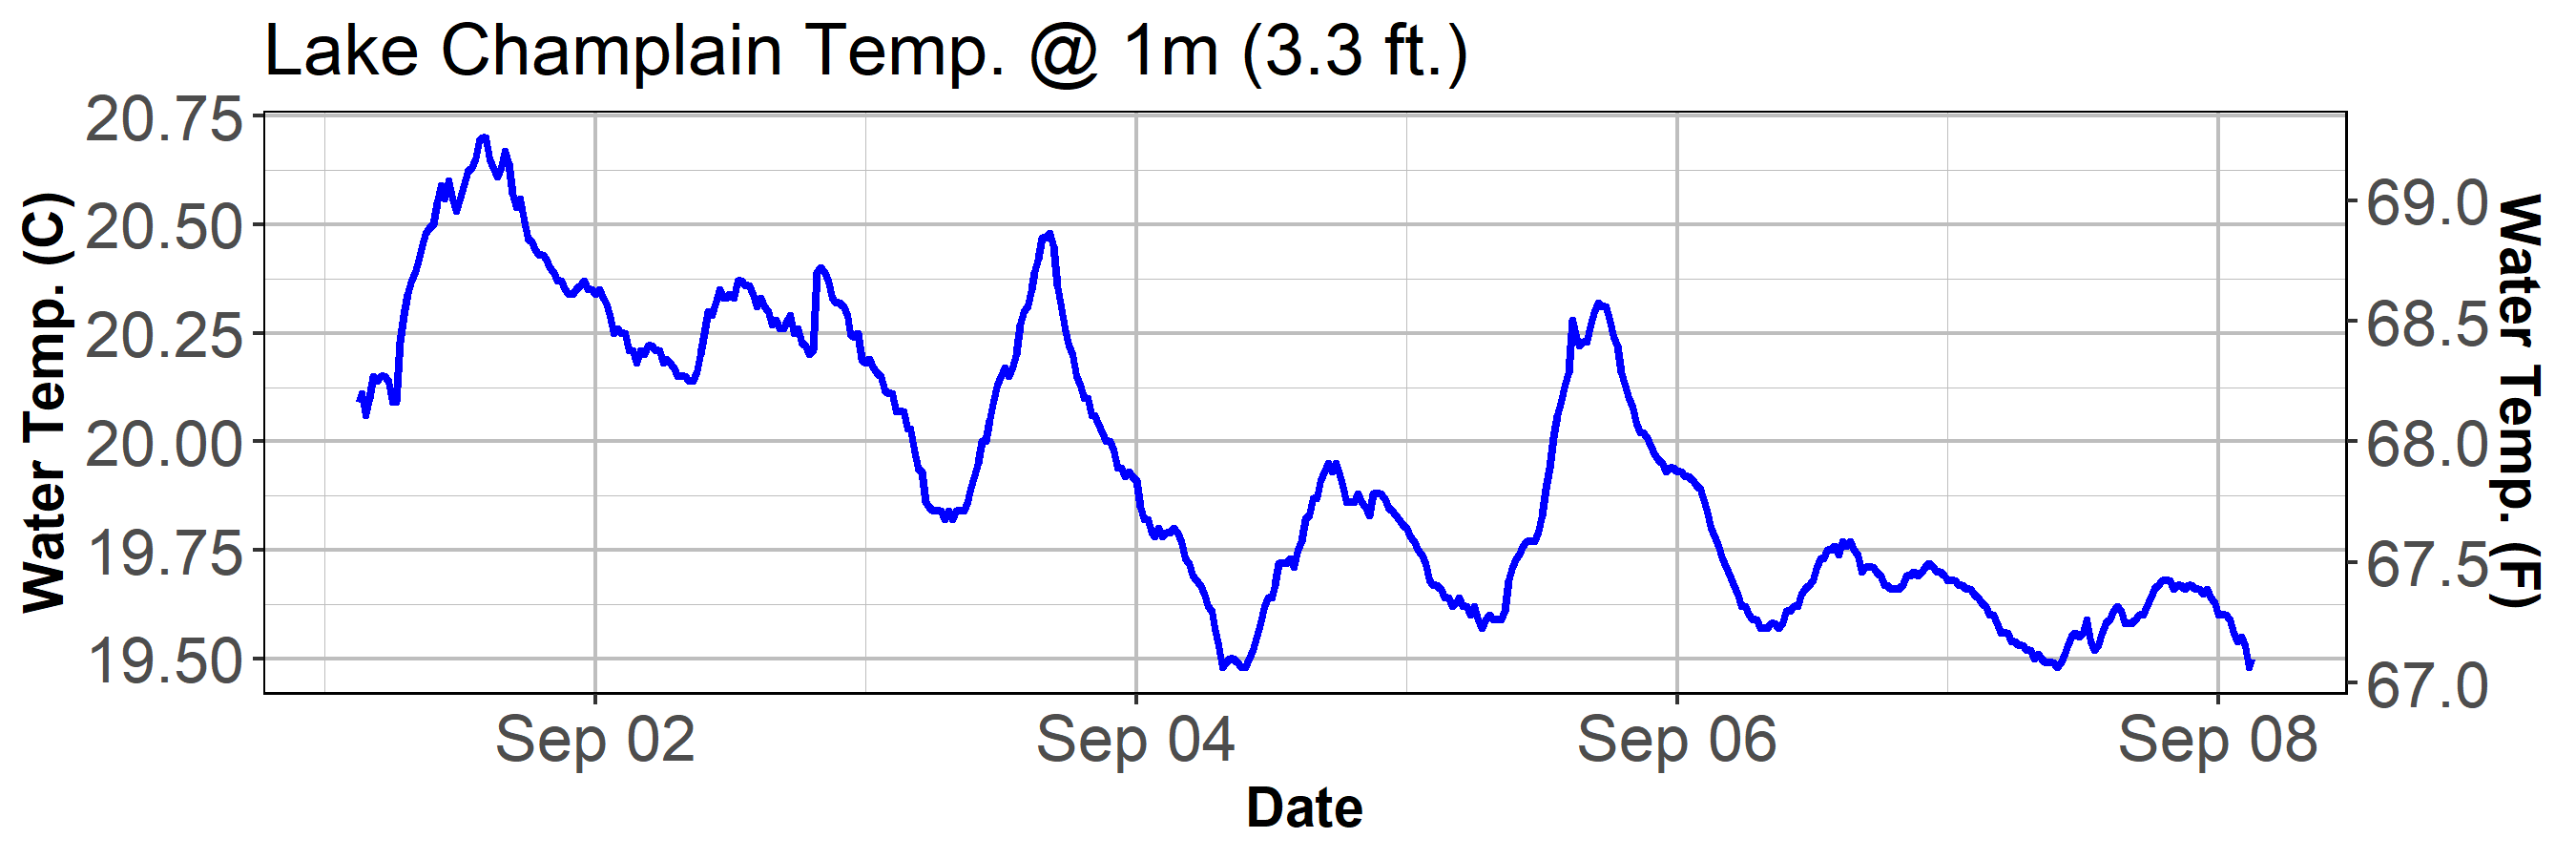 Lake Champlain Temp. @ 1m (3.3 ft.)
Water Temp. (C)
20.75
20.50
20.25
20.00
19.75
19.50
69.0
68.5
68.0
67.5
67.0
Water Temp. (F)
Sep 02
Sep 04
Sep 06
Sep 08
Date